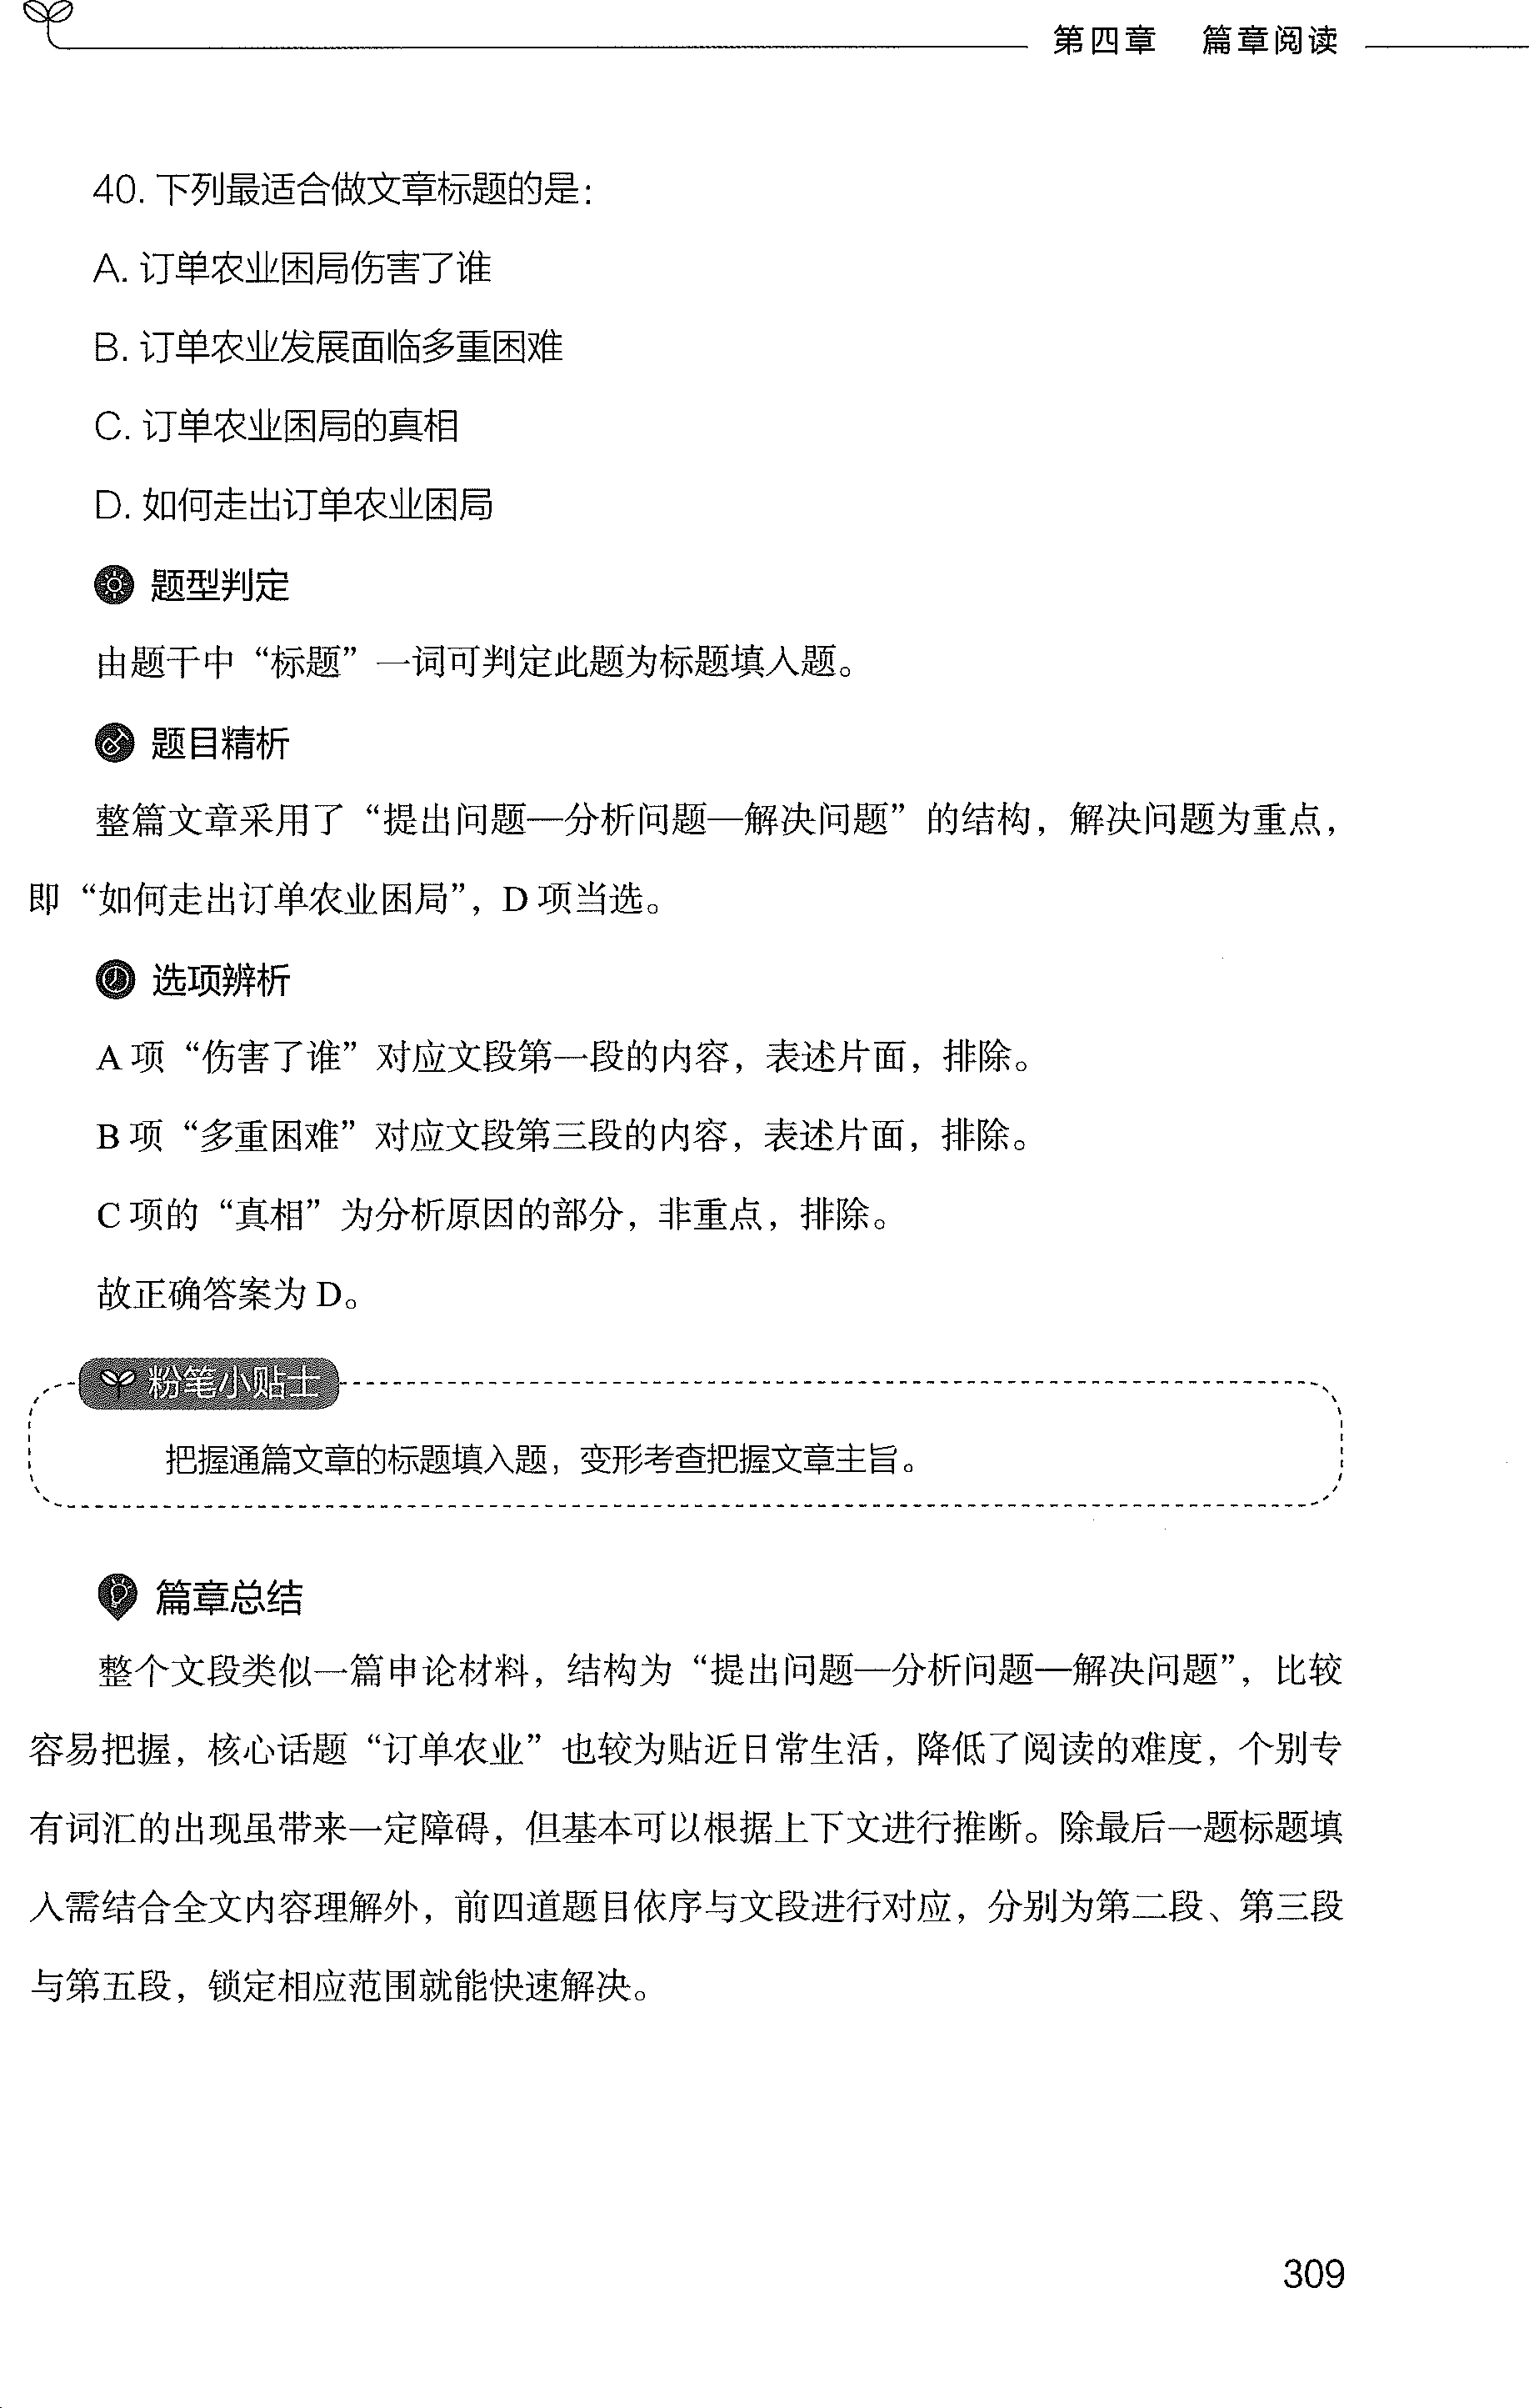 第四章 篇章阅读
40. 下列最适合做文章标题的是：
A. 订单农业困局伤害了谁
B. 订单农业发展面临多重困难
C. 订单农业困局的真相
D. 如何走出订单农业困局
题型判定
由题干中“标题”一词可判定此题为标题填入题。
题目精析
整篇文章采用了“提出问题—分析问题—解决问题”的结构，解决问题为重点，
即“如何走出订单农业困局”，D 项当选。
选项辨析
A 项“伤害了谁”对应文段第一段的内容，表述片面，排除。
B 项“多重困难”对应文段第三段的内容，表述片面，排除。
C 项的“真相”为分析原因的部分，非重点，排除。
故正确答案为 D。
粉笔小贴士
把握通篇文章的标题填入题，变形考查把握文章主旨。
篇章总结
整个文段类似一篇申论材料，结构为“提出问题—分析问题—解决问题”，比较
容易把握，核心话题“订单农业”也较为贴近日常生活，降低了阅读的难度，个别专
有词汇的出现虽带来一定障碍，但基本可以根据上下文进行推断。除最后一题标题填
入需结合全文内容理解外，前四道题目依序与文段进行对应，分别为第二段、第三段
与第五段，锁定相应范围就能快速解决。
309